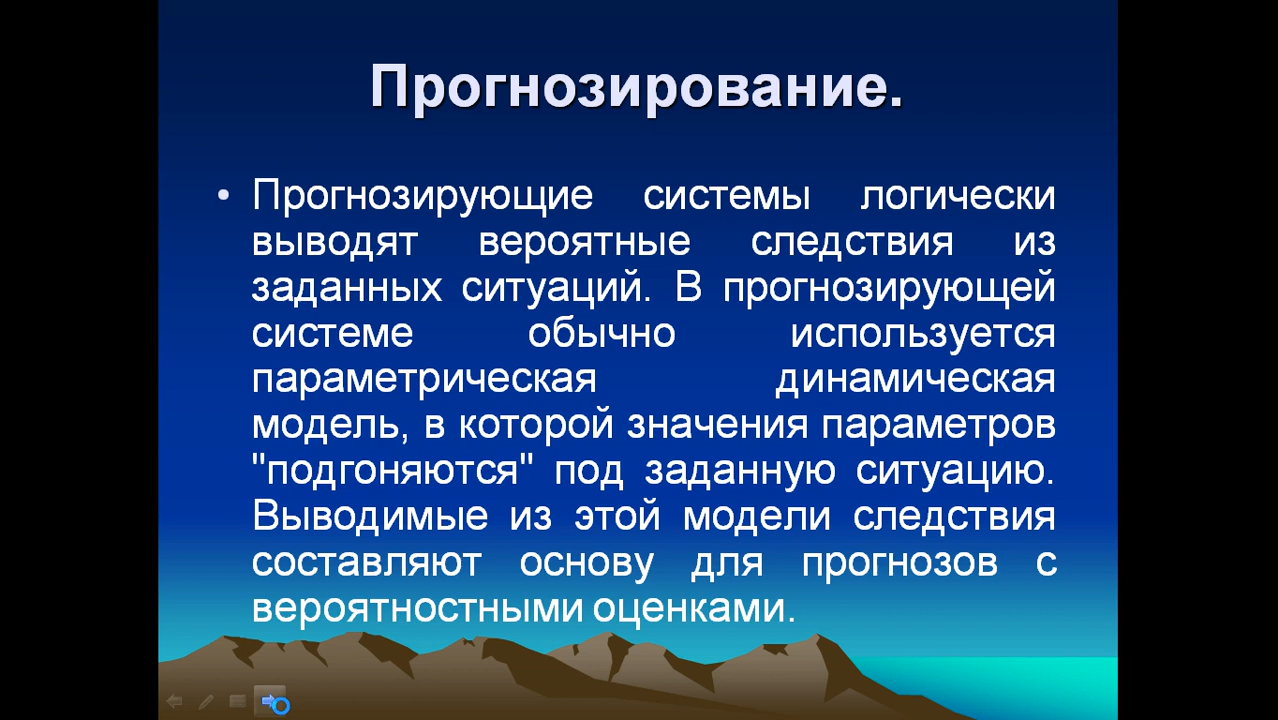 Прогнозирование.
• Прогнозирующие системы логически
выводят вероятные следствия из
заданных ситуаций. В прогнозирующей
системе обычно используется
параметрическая динамическая
модель, в которой значения параметров
"подгоняются" под заданную ситуацию.
Выводимые из этой модели следствия
составляют основу для прогнозов с
вероятностными оценками.